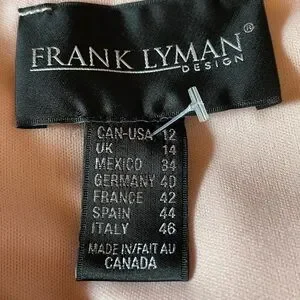 FRANK LYMAN®
DESIGN
CAN-USA 12
UK 14
MEXICO 34
GERMANY 40
FRANCE 42
SPAIN 44
ITALY 46
MADE IN/FAIT AU
CANADA